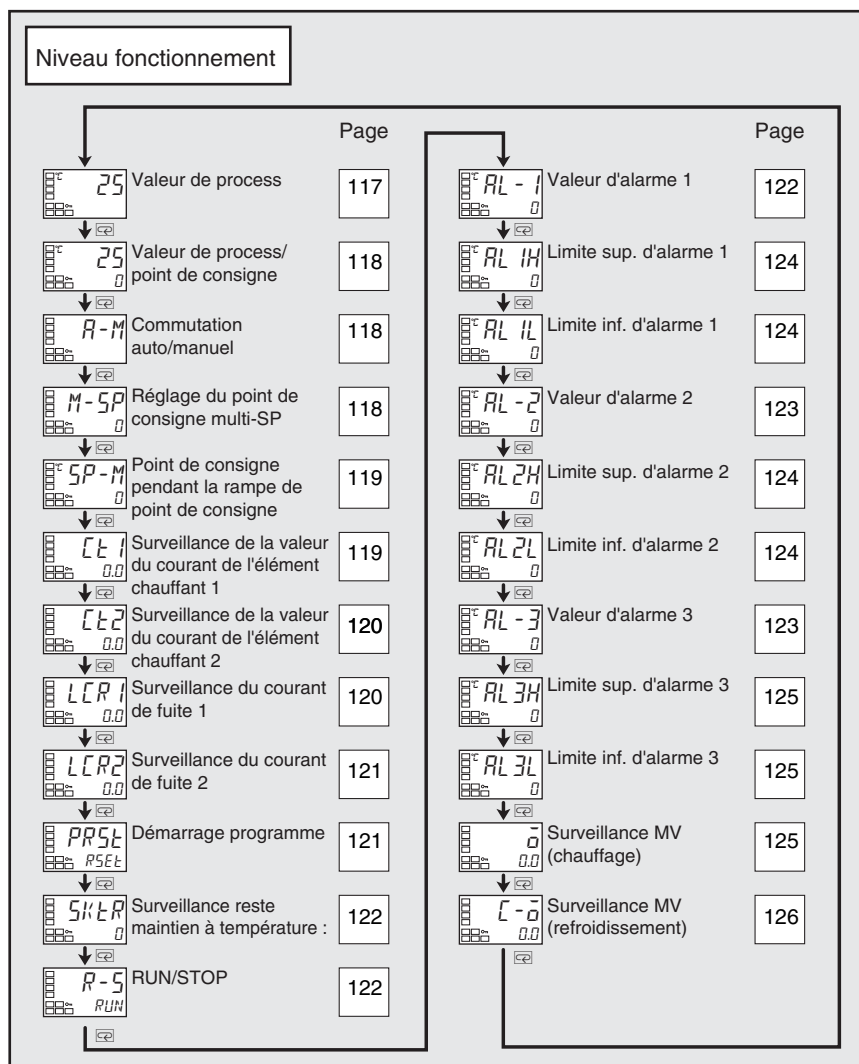 Niveau fonctionnement
Page
°C 25 Valeur de process 117
°C 25 Valeur de process/
0 point de consigne 118
A-M Commutation
auto/manuel 118
M-SP Réglage du point de
0 consigne multi-SP 118
°C SP-M Point de consigne
0 pendant la rampe de
point de consigne 119
Ct1 Surveillance de la valeur
0.0 du courant de l'élément
chauffant 1 119
Ct2 Surveillance de la valeur
0.0 du courant de l'élément
chauffant 2 120
LCR1 Surveillance du courant
0.0 de fuite 1 120
LCR2 Surveillance du courant
0.0 de fuite 2 121
PRSt Démarrage programme 121
RSEt
SKtR Surveillance reste
0 maintien à température : 122
R-S RUN/STOP 122
RUN
Page
°C AL-1 Valeur d'alarme 1 122
0
°C AL1H Limite sup. d'alarme 1 124
0
°C AL1L Limite inf. d'alarme 1 124
0
°C AL-2 Valeur d'alarme 2 123
0
°C AL2H Limite sup. d'alarme 2 124
0
°C AL2L Limite inf. d'alarme 2 124
0
°C AL-3 Valeur d'alarme 3 123
0
°C AL3H Limite sup. d'alarme 3 125
0
°C AL3L Limite inf. d'alarme 3 125
0
o Surveillance MV
0.0 (chauffage) 125
C-o Surveillance MV
0.0 (refroidissement) 126